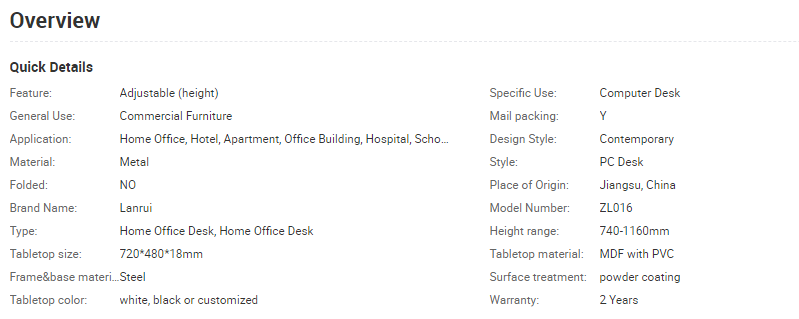 Overview
Quick Details
Feature: Adjustable (height) Specific Use: Computer Desk
General Use: Commercial Furniture Mail packing: Y
Application: Home Office, Hotel, Apartment, Office Building, Hospital, Scho... Design Style: Contemporary
Material: Metal Style: PC Desk
Folded: NO Place of Origin: Jiangsu, China
Brand Name: Lanrui Model Number: ZL016
Type: Home Office Desk, Home Office Desk Height range: 740-1160mm
Tabletop size: 720*480*18mm Tabletop material: MDF with PVC
Frame&base materi... Steel Surface treatment: powder coating
Tabletop color: white, black or customized Warranty: 2 Years